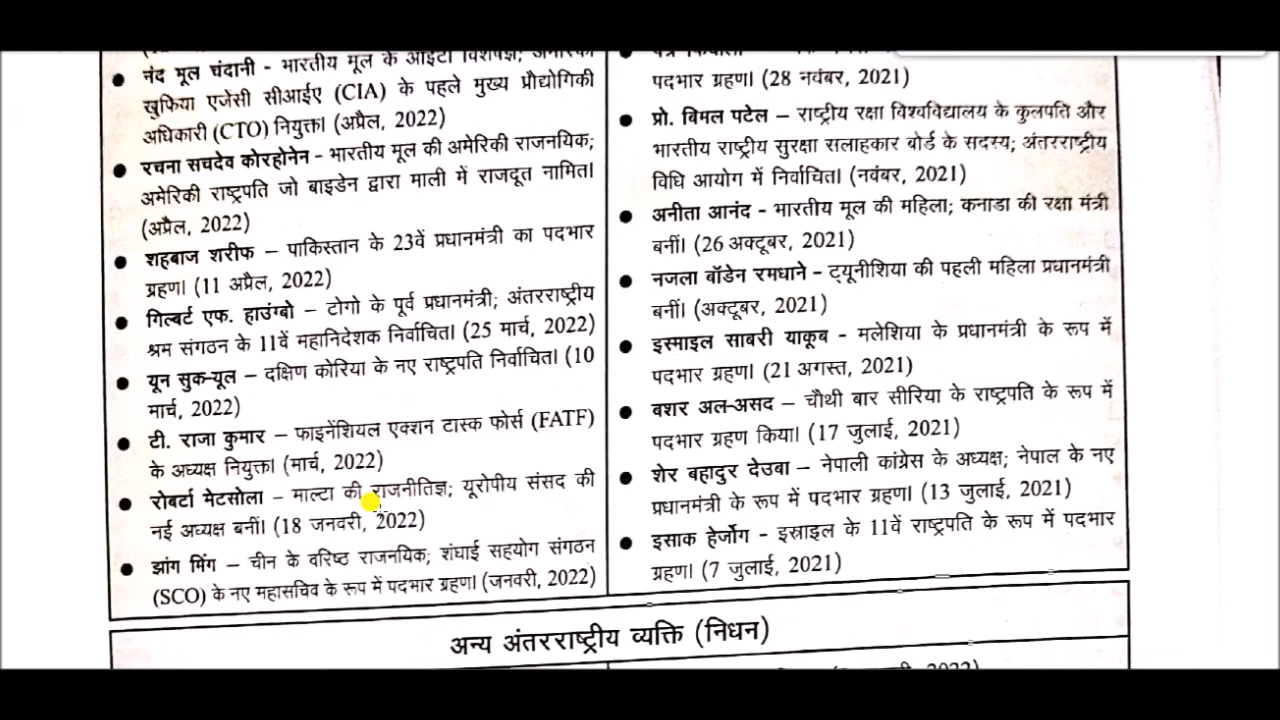 नंद मूल चंदानी - भारतीय मूल के आईटी विशेषज्ञ; अमेरिकी
खुफिया एजेंसी सीआईए (CIA) के पहले मुख्य प्रौद्योगिकी
अधिकारी (CTO) नियुक्त। (अप्रैल, 2022)
रचना सचदेव कोरहोनेन - भारतीय मूल की अमेरिकी राजनयिक;
अमेरिकी राष्ट्रपति जो बाइडेन द्वारा माली में राजदूत नामित।
(अप्रैल, 2022)
शहबाज शरीफ – पाकिस्तान के 23वें प्रधानमंत्री का पदभार
ग्रहण। (11 अप्रैल, 2022)
गिल्बर्ट एफ. हाउंग्बो – टोगो के पूर्व प्रधानमंत्री; अंतरराष्ट्रीय
श्रम संगठन के 11वें महानिदेशक निर्वाचित। (25 मार्च, 2022)
यून सुक-यूल – दक्षिण कोरिया के नए राष्ट्रपति निर्वाचित। (10
मार्च, 2022)
टी. राजा कुमार – फाइनेंशियल एक्शन टास्क फोर्स (FATF)
के अध्यक्ष नियुक्त। (मार्च, 2022)
रोबर्टा मेटसोला – माल्टा की राजनीतिज्ञ; यूरोपीय संसद की
नई अध्यक्ष बनीं। (18 जनवरी, 2022)
झांग मिंग – चीन के वरिष्ठ राजनयिक; शंघाई सहयोग संगठन
(SCO) के नए महासचिव के रूप में पदभार ग्रहण। (जनवरी, 2022)
पदभार ग्रहण। (28 नवंबर, 2021)
प्रो. बिमल पटेल – राष्ट्रीय रक्षा विश्वविद्यालय के कुलपति और
भारतीय राष्ट्रीय सुरक्षा सलाहकार बोर्ड के सदस्य; अंतरराष्ट्रीय
विधि आयोग में निर्वाचित। (नवंबर, 2021)
अनीता आनंद - भारतीय मूल की महिला; कनाडा की रक्षा मंत्री
बनीं। (26 अक्टूबर, 2021)
नजला बॉडेन रमधाने - ट्यूनीशिया की पहली महिला प्रधानमंत्री
बनीं। (अक्टूबर, 2021)
इस्माइल साबरी याकूब - मलेशिया के प्रधानमंत्री के रूप में
पदभार ग्रहण। (21 अगस्त, 2021)
बशर अल-असद – चौथी बार सीरिया के राष्ट्रपति के रूप में
पदभार ग्रहण किया। (17 जुलाई, 2021)
शेर बहादुर देउबा – नेपाली कांग्रेस के अध्यक्ष; नेपाल के नए
प्रधानमंत्री के रूप में पदभार ग्रहण। (13 जुलाई, 2021)
इसाक हेर्जोग - इस्राइल के 11वें राष्ट्रपति के रूप में पदभार
ग्रहण। (7 जुलाई, 2021)
अन्य अंतरराष्ट्रीय व्यक्ति (निधन)